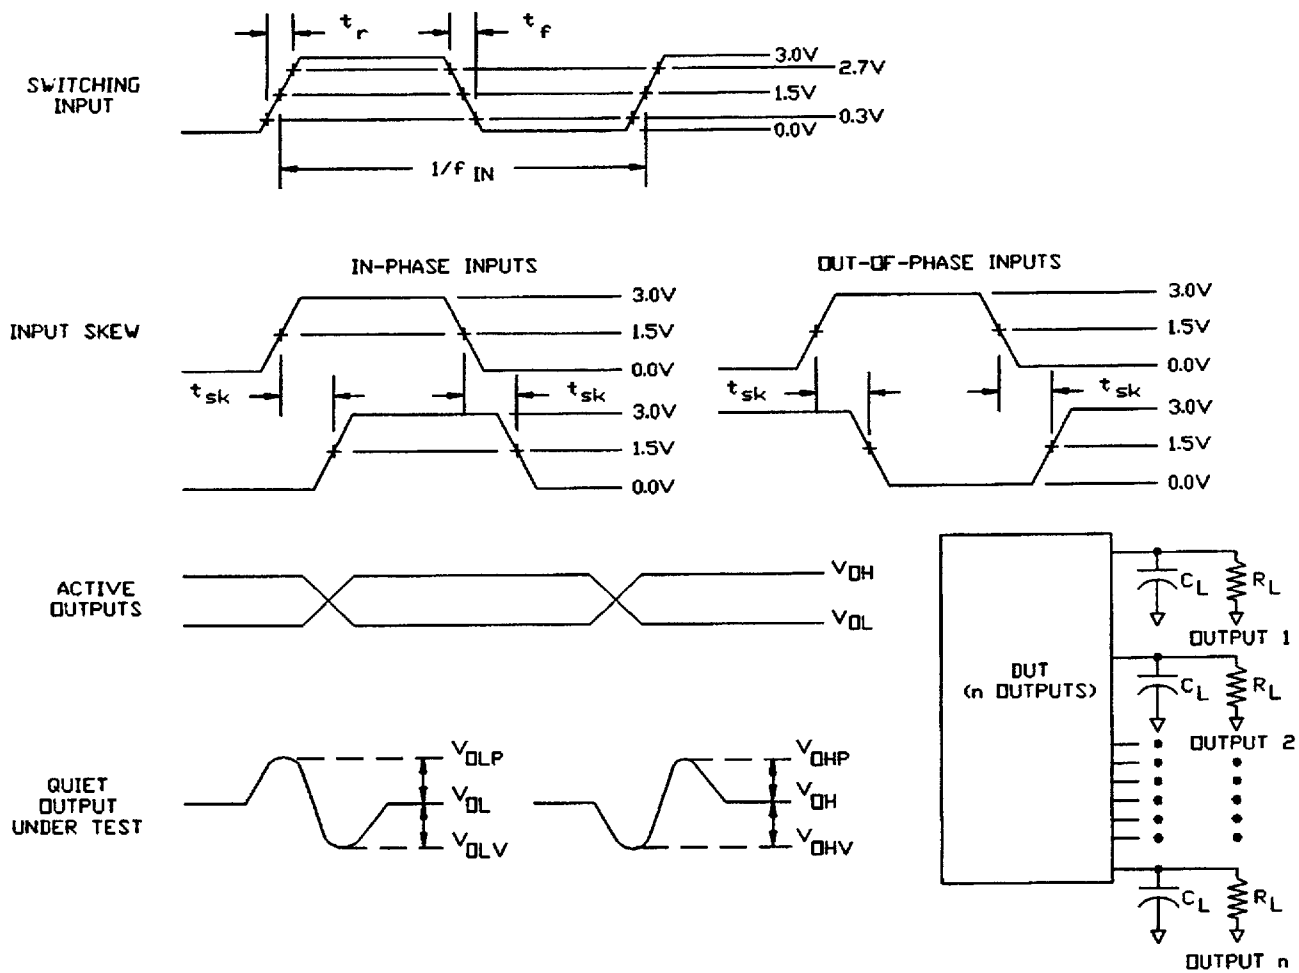 t r
t f
SWITCHING
INPUT
3.0V
2.7V
1.5V
0.3V
0.0V
1/f IN
IN-PHASE INPUTS
OUT-OF-PHASE INPUTS
INPUT SKEW
3.0V
1.5V
0.0V
3.0V
1.5V
0.0V
t sk
t sk
t sk
t sk
3.0V
1.5V
0.0V
3.0V
1.5V
0.0V
ACTIVE
OUTPUTS
V OH
V OL
C L
R L
OUTPUT 1
DUT
(n OUTPUTS)
C L
R L
OUTPUT 2
QUIET
OUTPUT
UNDER TEST
V OLP
V OL
V OLV
V OHP
V OH
V OHV
C L
R L
OUTPUT n